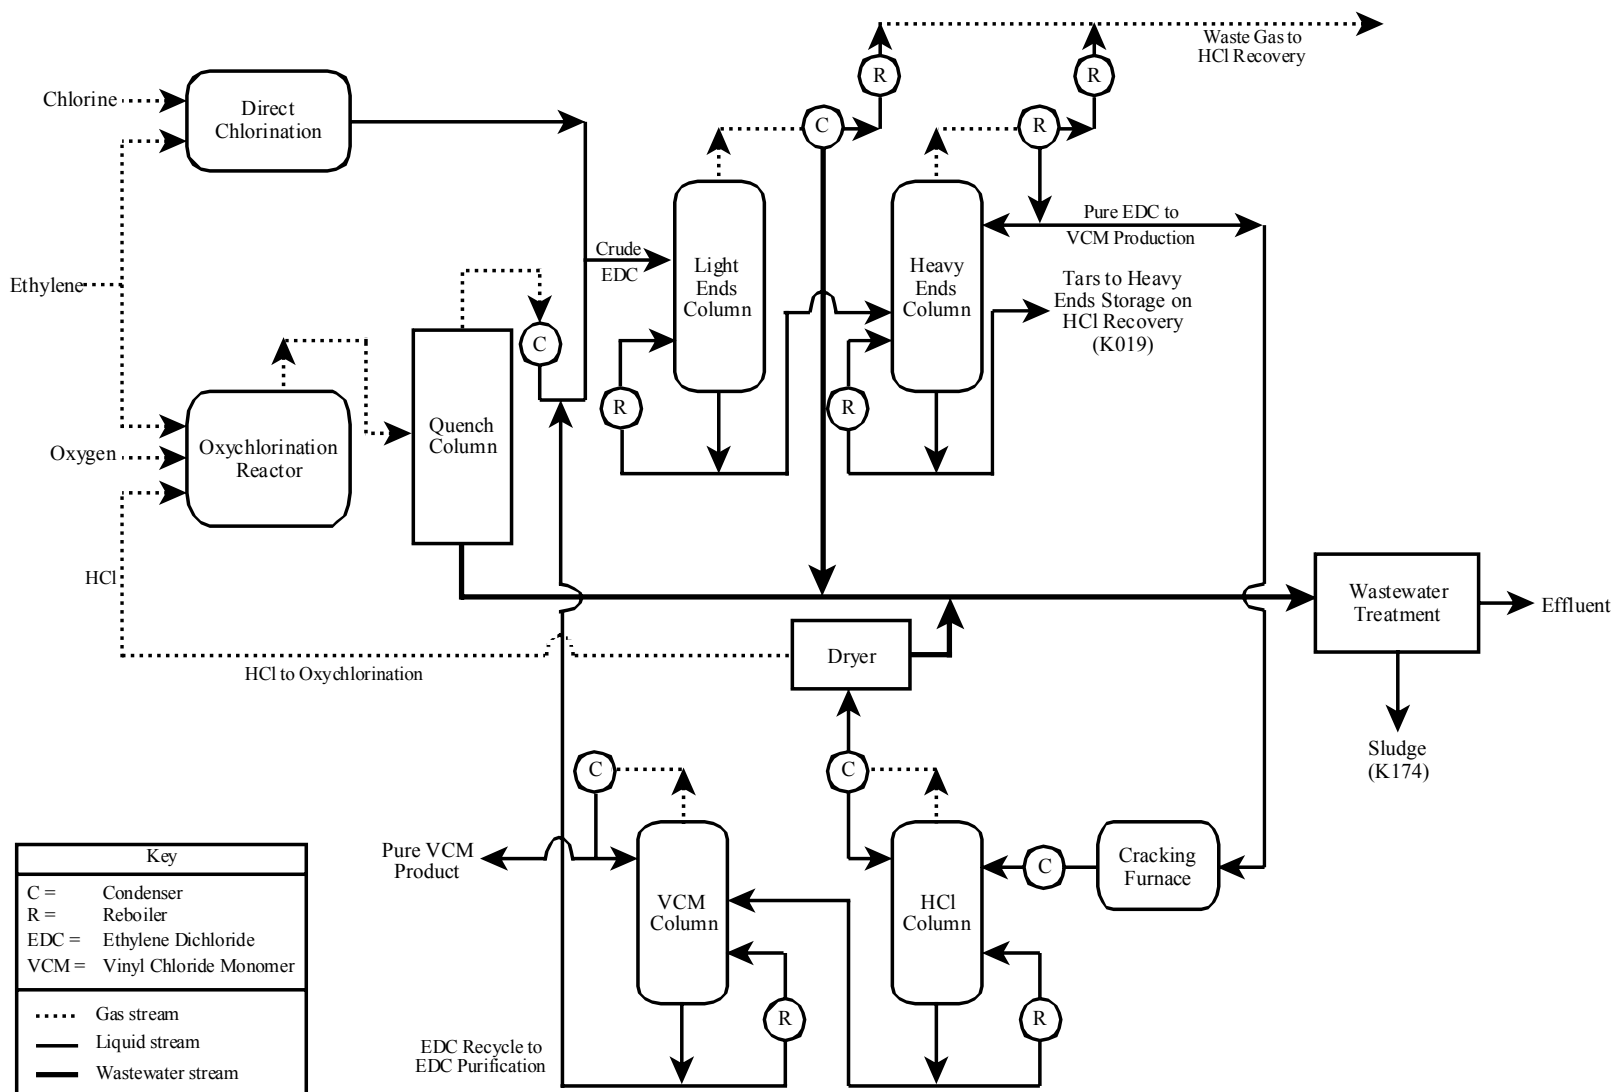 Waste Gas to
HCl Recovery
R
R
Chlorine
Direct
Chlorination
C
R
Pure EDC to
VCM Production
Crude
EDC
Light
Ends
Column
Heavy
Ends
Column
Tars to Heavy
Ends Storage on
HCl Recovery
(K019)
Ethylene
C
R
R
Quench
Column
Oxygen
Oxychlorination
Reactor
HCl
Wastewater
Treatment
Effluent
Dryer
HCl to Oxychlorination
Sludge
(K174)
C
C
Pure VCM
Product
C
Cracking
Furnace
VCM
Column
HCl
Column
R
R
EDC Recycle to
EDC Purification
Key
C = Condenser
R = Reboiler
EDC = Ethylene Dichloride
VCM = Vinyl Chloride Monomer
Gas stream
Liquid stream
Wastewater stream